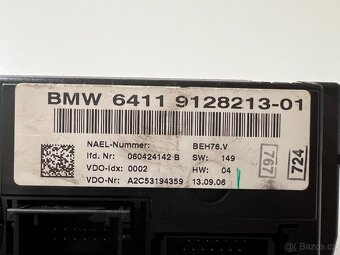 BMW 6411 9128213-01
NAEL-Nummer: BEH76.V
lfd. Nr: 060424142 B SW: 149
VDO-Idx: 0002 HW: 04
VDO-Nr: A2C53194359 13.09.06
767
724
Bazoš.cz